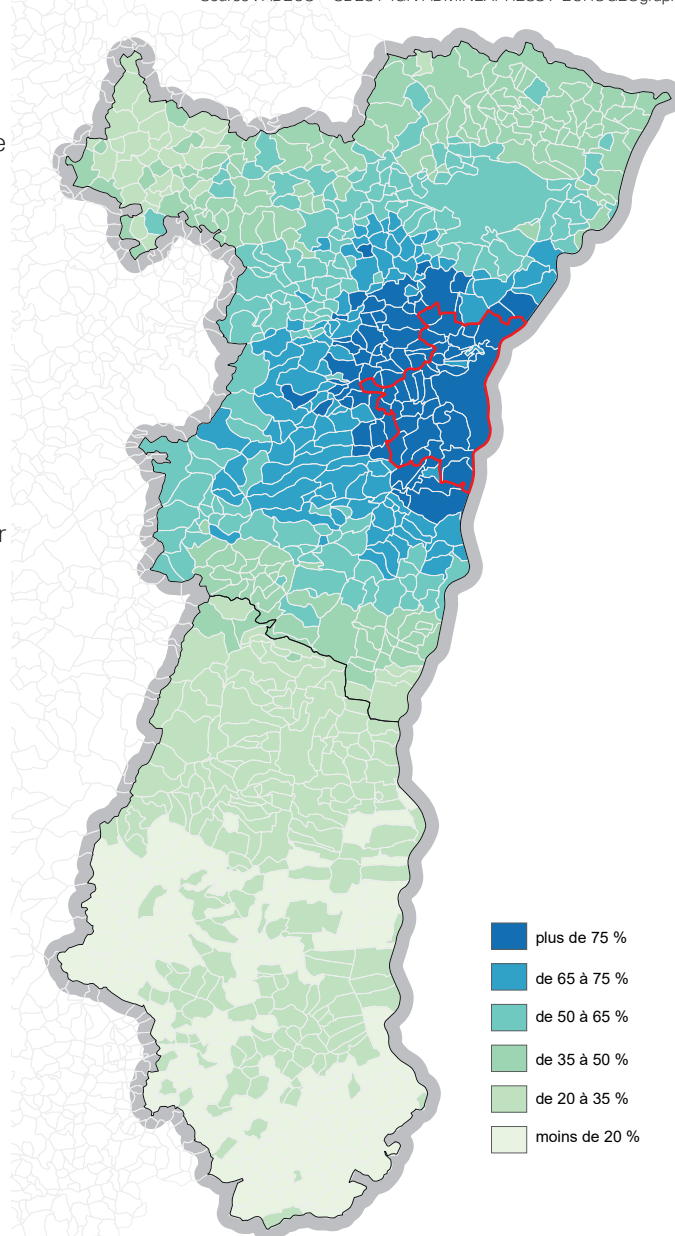 e
r
plus de 75 %
de 65 à 75 %
de 50 à 65 %
de 35 à 50 %
de 20 à 35 %
moins de 20 %